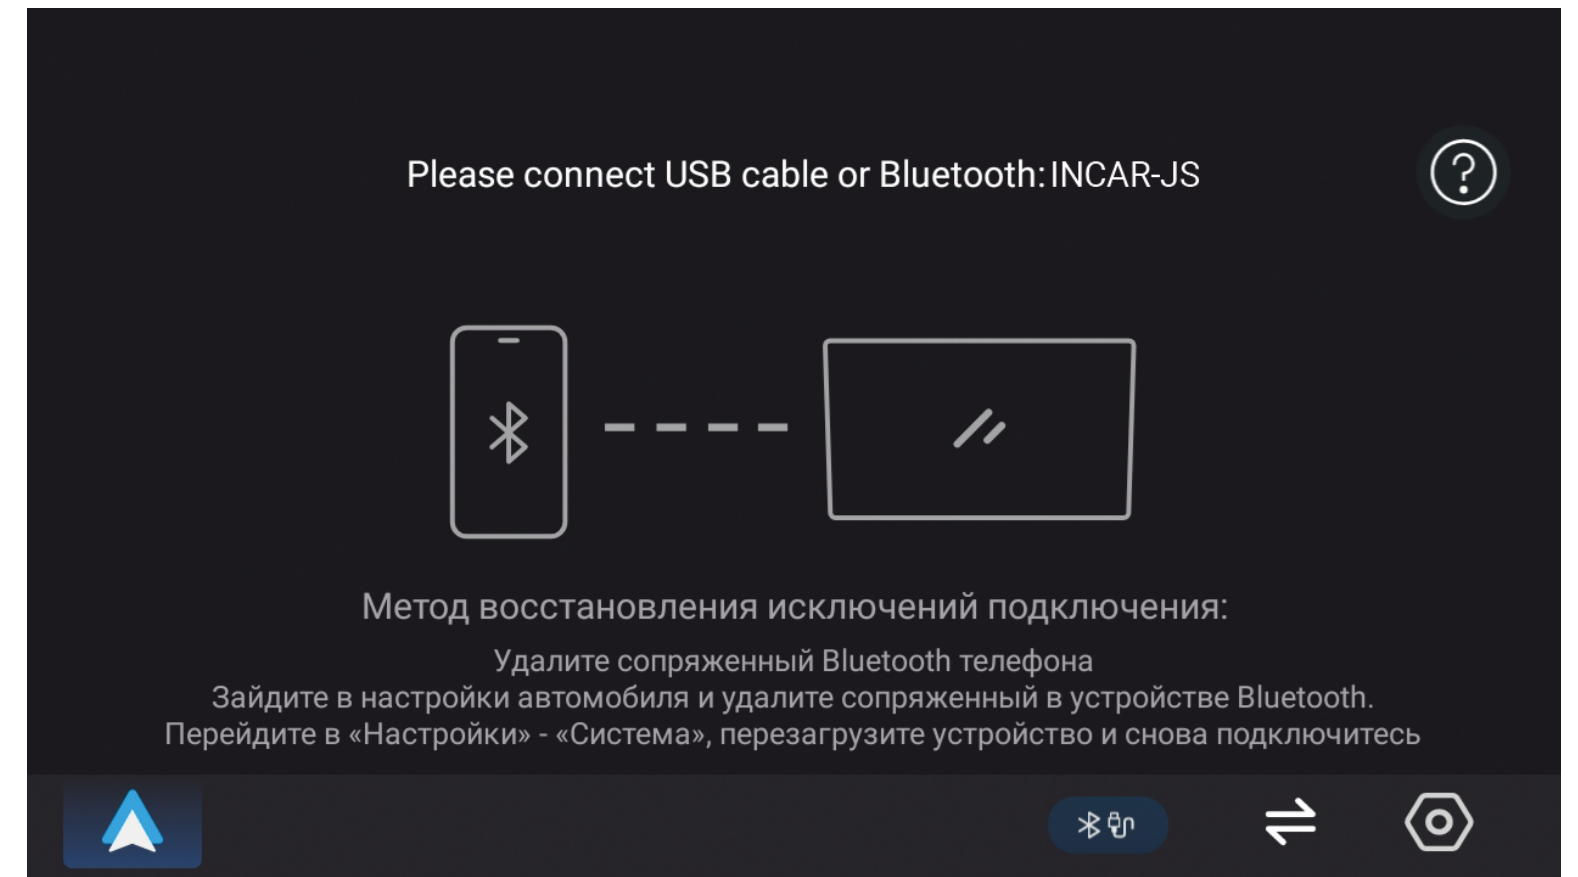 Please connect USB cable or Bluetooth: INCAR-JS
Метод восстановления исключений подключения:
Удалите сопряженный Bluetooth телефона
Зайдите в настройки автомобиля и удалите сопряженный в устройстве Bluetooth.
Перейдите в «Настройки» - «Система», перезагрузите устройство и снова подключитесь